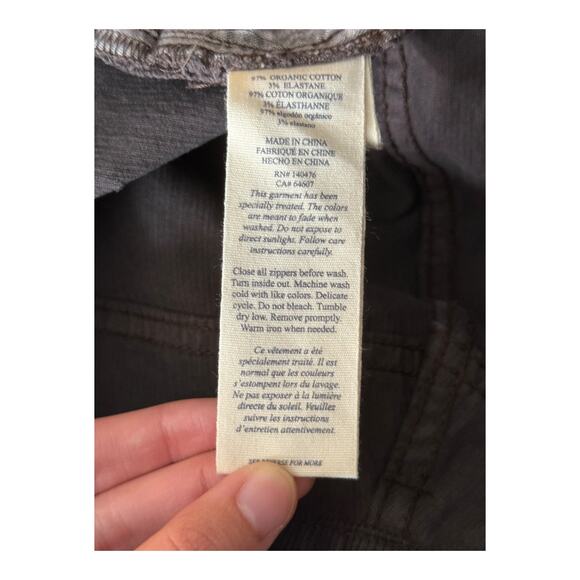 97% ORGANIC COTTON
3% ELASTANE
97% COTON ORGANIQUE
3% ÉLASTHANNE
97% algodón orgánico
3% elastano
MADE IN CHINA
FABRIQUÉ EN CHINE
HECHO EN CHINA
RN# 140476
CA# 64607
This garment has been
specially treated. The colors
are meant to fade when
washed. Do not expose to
direct sunlight. Follow care
instructions carefully.
Close all zippers before wash.
Turn inside out. Machine wash
cold with like colors. Delicate
cycle. Do not bleach. Tumble
dry low. Remove promptly.
Warm iron when needed.
Ce vêtement a été
spécialement traité. Il est
normal que les couleurs
s'estompent lors du lavage.
Ne pas exposer à la lumière
directe du soleil. Veuillez
suivre les instructions
d'entretien attentivement.
SEE REVERSE FOR MORE